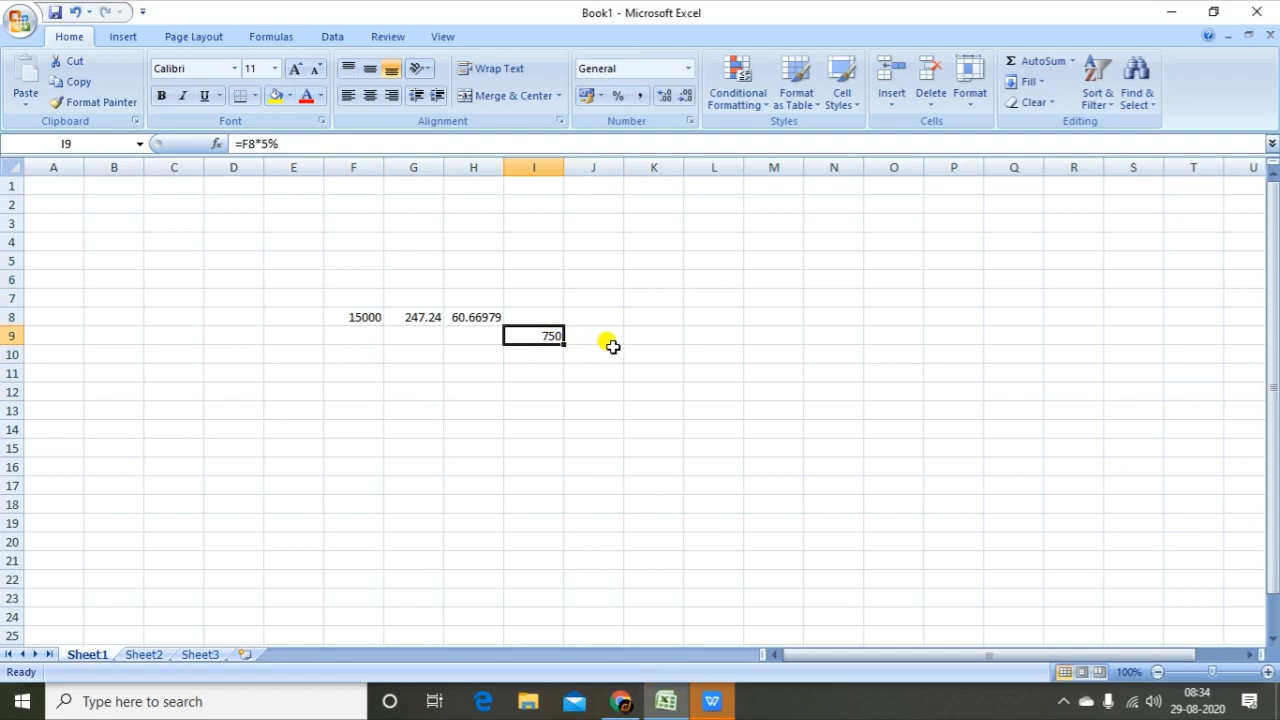 Book1 - Microsoft Excel
Home Insert Page Layout Formulas Data Review View
Paste
Cut
Copy
Format Painter
Clipboard
Calibri 11
B I U
Font
Wrap Text
Merge & Center
Alignment
General
% ,
Number
Conditional Formatting
Format as Table
Cell Styles
Styles
Insert Delete Format
Cells
Σ AutoSum
Fill
Clear
Sort & Filter
Find & Select
Editing
I9 fx =F8*5%
A B C D E F G H I J K L M N O P Q R S T U
1
2
3
4
5
6
7
8 15000 247.24 60.66979
9 750
10
11
12
13
14
15
16
17
18
19
20
21
22
23
24
25
Sheet1 Sheet2 Sheet3
Ready 100%
Type here to search
08:34
29-08-2020